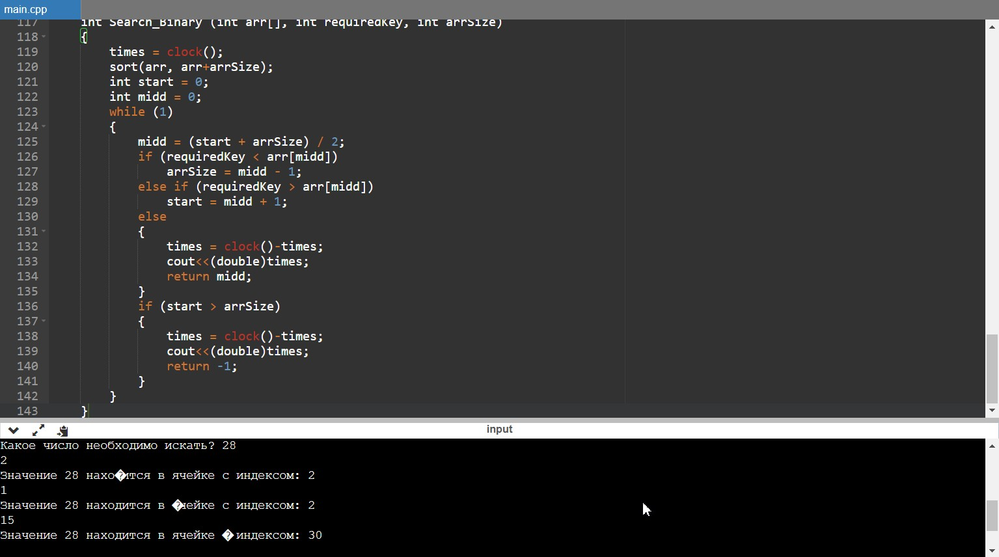 main.cpp
117 int Search_Binary (int arr[], int requiredKey, int arrSize)
118 {
119 times = clock();
120 sort(arr, arr+arrSize);
121 int start = 0;
122 int midd = 0;
123 while (1)
124 {
125 midd = (start + arrSize) / 2;
126 if (requiredKey < arr[midd])
127 arrSize = midd - 1;
128 else if (requiredKey > arr[midd])
129 start = midd + 1;
130 else
131 {
132 times = clock()-times;
133 cout<<(double)times;
134 return midd;
135 }
136 if (start > arrSize)
137 {
138 times = clock()-times;
139 cout<<(double)times;
140 return -1;
141 }
142 }
143 }
input
Какое число необходимо искать? 28
2
Значение 28 нахо�ится в ячейке с индексом: 2
1
Значение 28 находится в �чейке с индексом: 2
15
Значение 28 находится в ячейке � индексом: 30